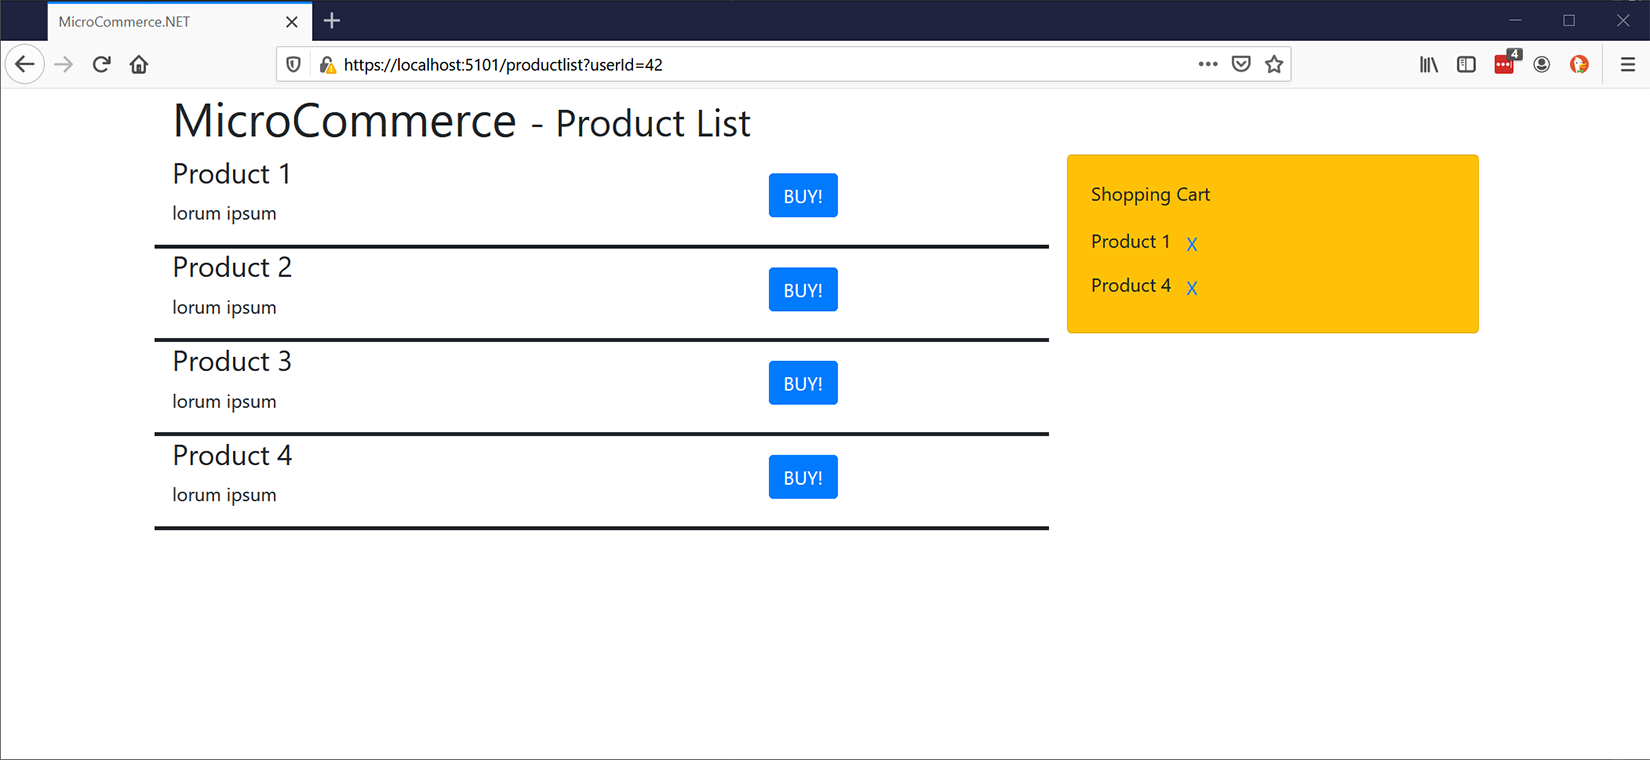 MicroCommerce.NET
https://localhost:5101/productlist?userId=42
4
MicroCommerce - Product List
Product 1
lorum ipsum
BUY!
Product 2
lorum ipsum
BUY!
Product 3
lorum ipsum
BUY!
Product 4
lorum ipsum
BUY!
Shopping Cart
Product 1 X
Product 4 X